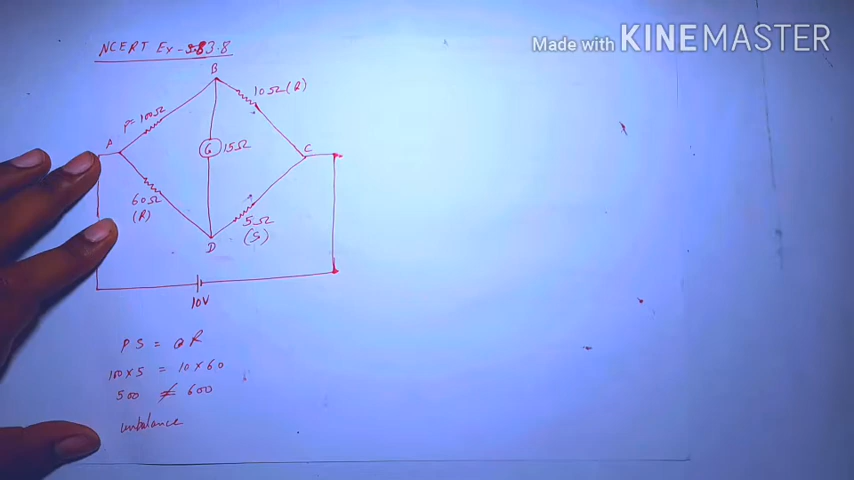 Made with KINEMASTER
NCERT Ex - 3.8
B
10Ω (R)
P = 100Ω
A
G 15Ω
C
60Ω
(R)
5Ω
(S)
D
10V
PS = QR
100 x 5 = 10 x 60
500 ≠ 600
unbalance